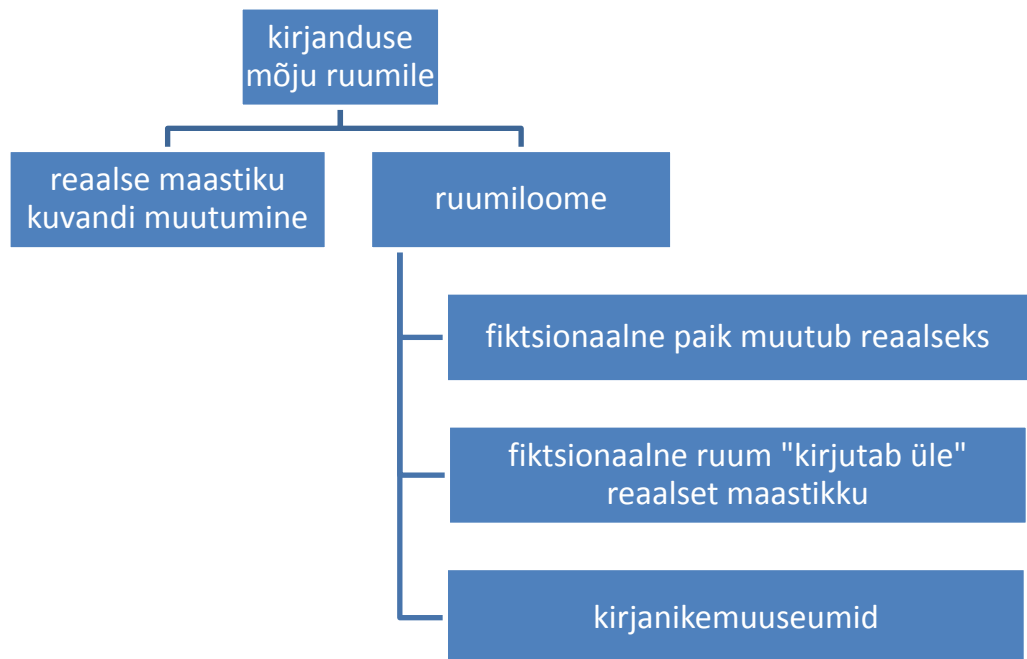 kirjanduse
mõju ruumile
reaalse maastiku
kuvandi muutumine
ruumiloome
fiktsionaalne paik muutub reaalseks
fiktsionaalne ruum "kirjutab üle"
reaalset maastikku
kirjanikemuuseumid